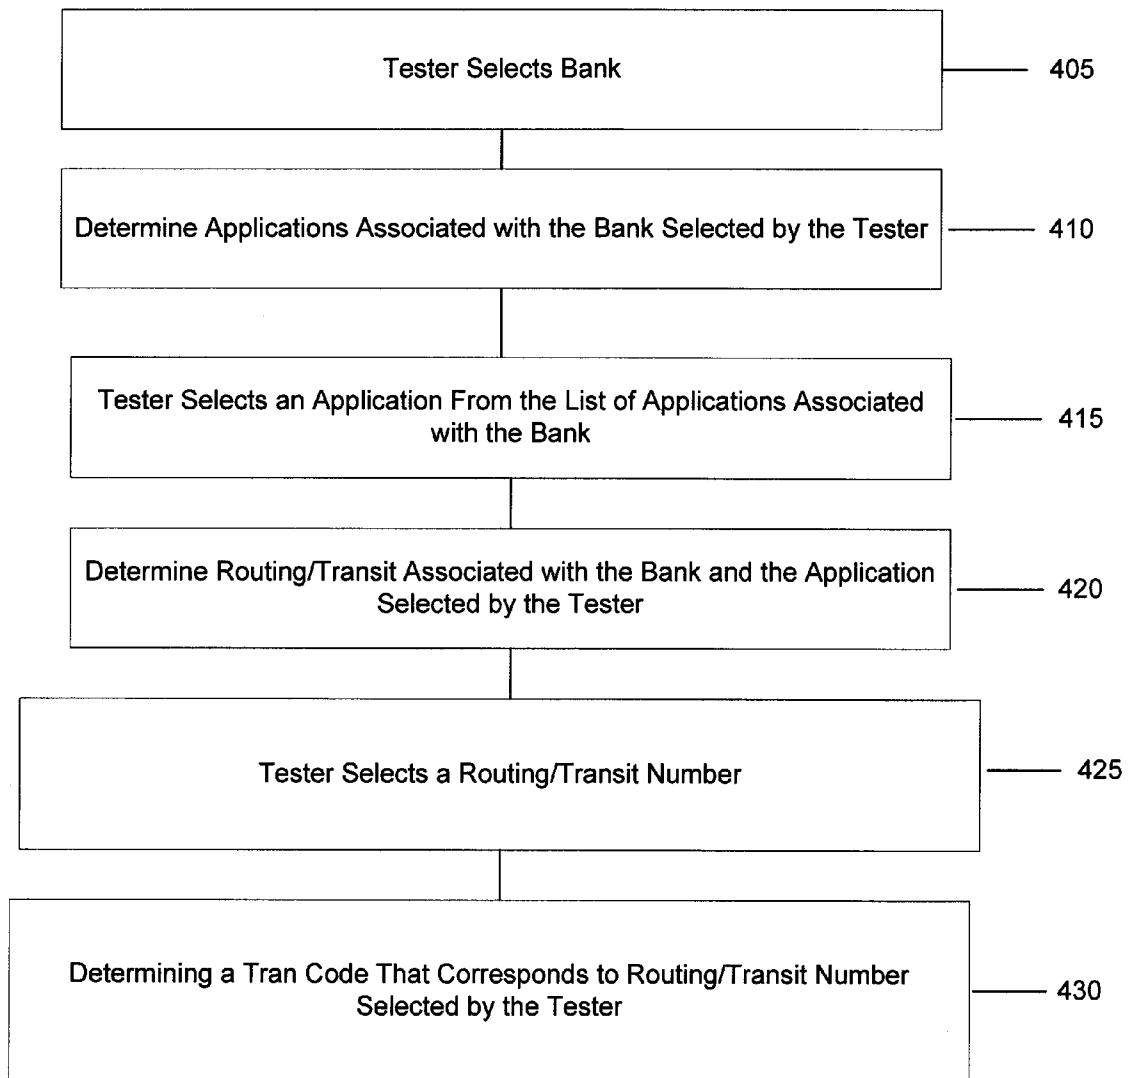 Tester Selects Bank
405
Determine Applications Associated with the Bank Selected by the Tester
410
Tester Selects an Application From the List of Applications Associated
with the Bank
415
Determine Routing/Transit Associated with the Bank and the Application
Selected by the Tester
420
Tester Selects a Routing/Transit Number
425
Determining a Tran Code That Corresponds to Routing/Transit Number
Selected by the Tester
430